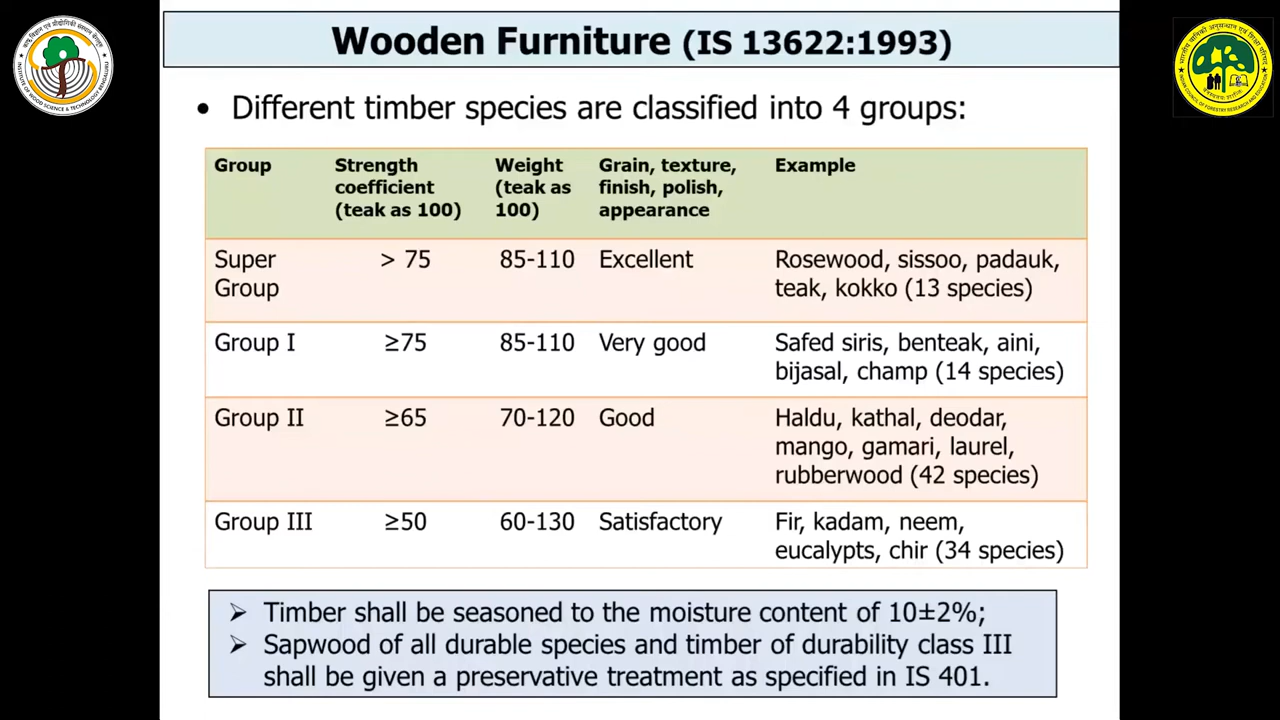 Wooden Furniture (IS 13622:1993)
• Different timber species are classified into 4 groups:
Group
Strength
coefficient
(teak as 100)
Weight
(teak as
100)
Grain, texture,
finish, polish,
appearance
Example
Super
Group
> 75
85-110
Excellent
Rosewood, sissoo, padauk,
teak, kokko (13 species)
Group I
≥75
85-110
Very good
Safed siris, benteak, aini,
bijasal, champ (14 species)
Group II
≥65
70-120
Good
Haldu, kathal, deodar,
mango, gamari, laurel,
rubberwood (42 species)
Group III
≥50
60-130
Satisfactory
Fir, kadam, neem,
eucalypts, chir (34 species)
➢ Timber shall be seasoned to the moisture content of 10±2%;
➢ Sapwood of all durable species and timber of durability class III
shall be given a preservative treatment as specified in IS 401.